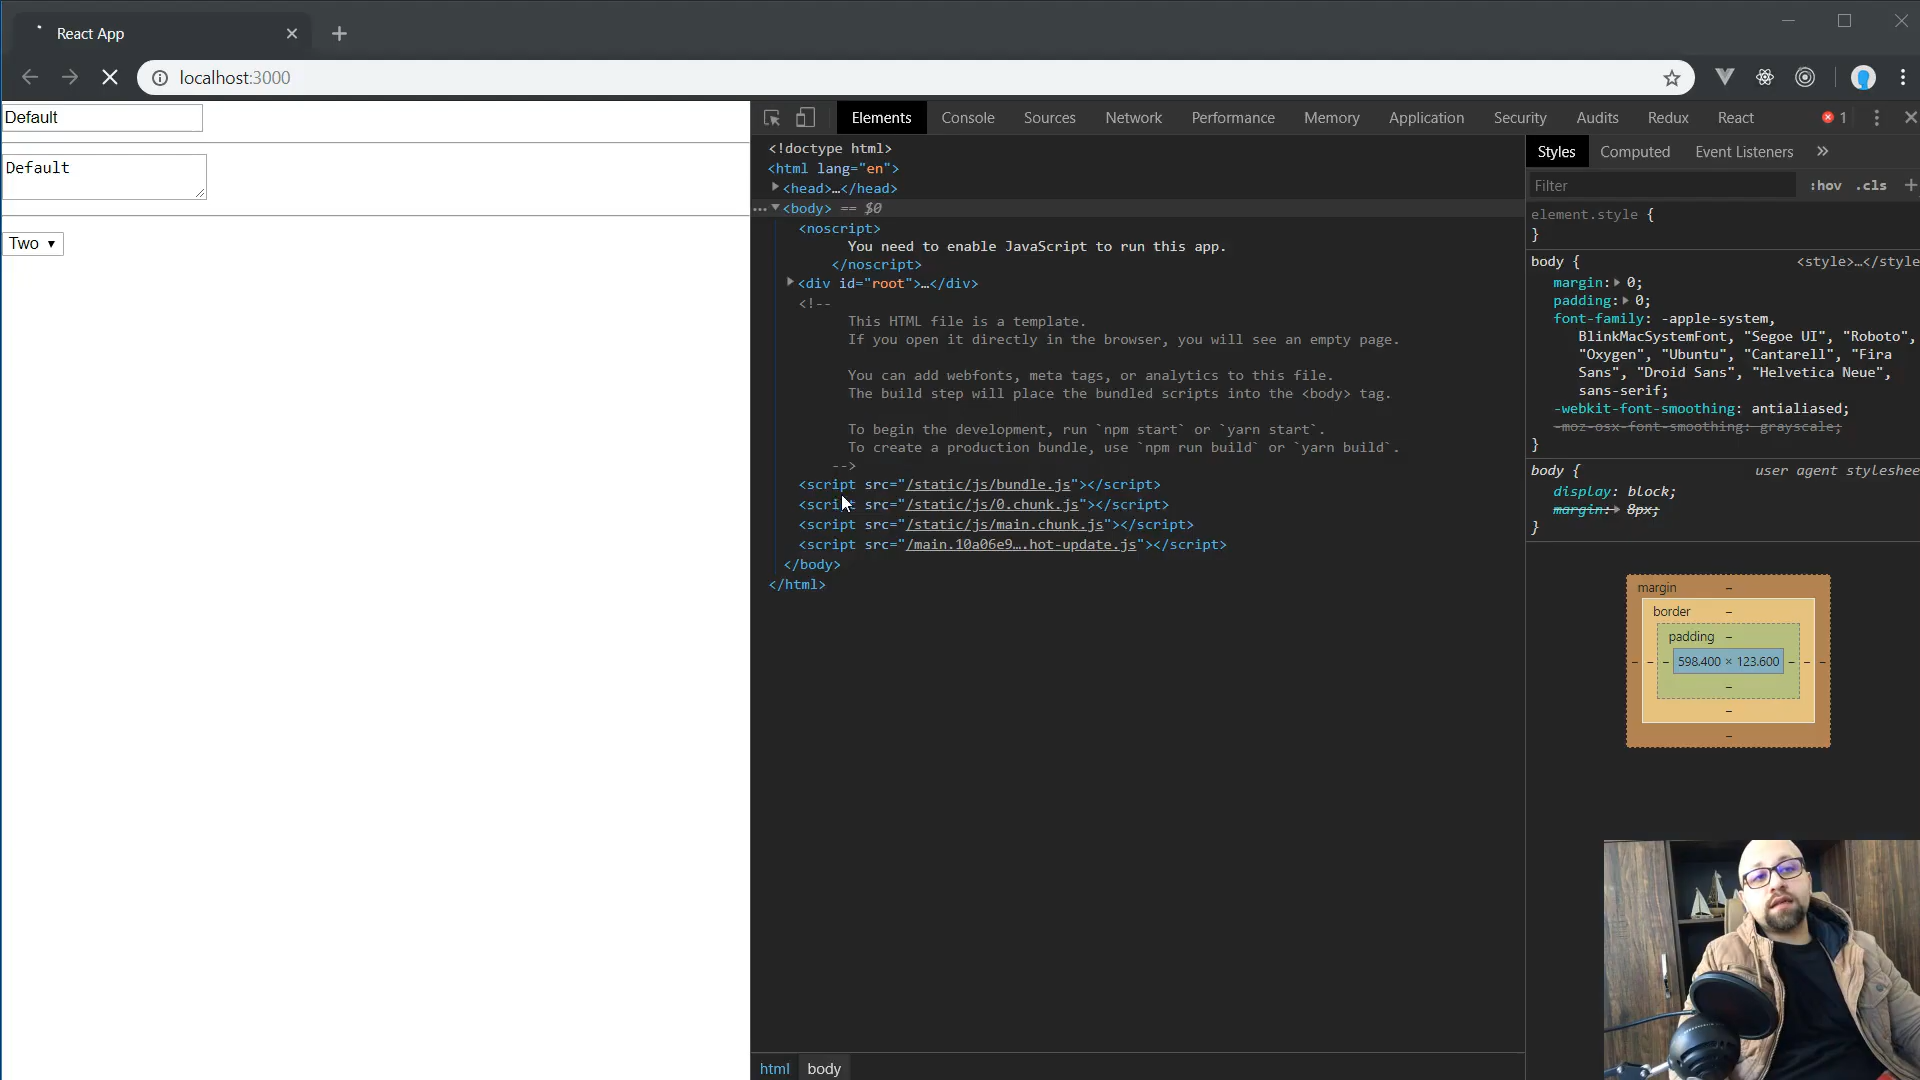 React App
localhost:3000
Default
Default
Two
Elements Console Sources Network Performance Memory Application Security Audits Redux React 1
<!doctype html>
<html lang="en">
<head>…</head>
<body> == $0
<noscript>
You need to enable JavaScript to run this app.
</noscript>
<div id="root">…</div>
<!--
This HTML file is a template.
If you open it directly in the browser, you will see an empty page.
You can add webfonts, meta tags, or analytics to this file.
The build step will place the bundled scripts into the <body> tag.
To begin the development, run `npm start` or `yarn start`.
To create a production bundle, use `npm run build` or `yarn build`.
-->
<script src="/static/js/bundle.js"></script>
<script src="/static/js/0.chunk.js"></script>
<script src="/static/js/main.chunk.js"></script>
<script src="/main.10a06e9….hot-update.js"></script>
</body>
</html>
html body
Styles Computed Event Listeners »
Filter :hov .cls +
element.style {
}
body { <style>…</style
margin: 0;
padding: 0;
font-family: -apple-system,
BlinkMacSystemFont, "Segoe UI", "Roboto",
"Oxygen", "Ubuntu", "Cantarell", "Fira
Sans", "Droid Sans", "Helvetica Neue",
sans-serif;
-webkit-font-smoothing: antialiased;
-moz-osx-font-smoothing: grayscale;
}
body { user agent styleshee
display: block;
margin: 8px;
}
margin –
border –
padding –
– – – 598.400 × 123.600 – – –
–
–
–